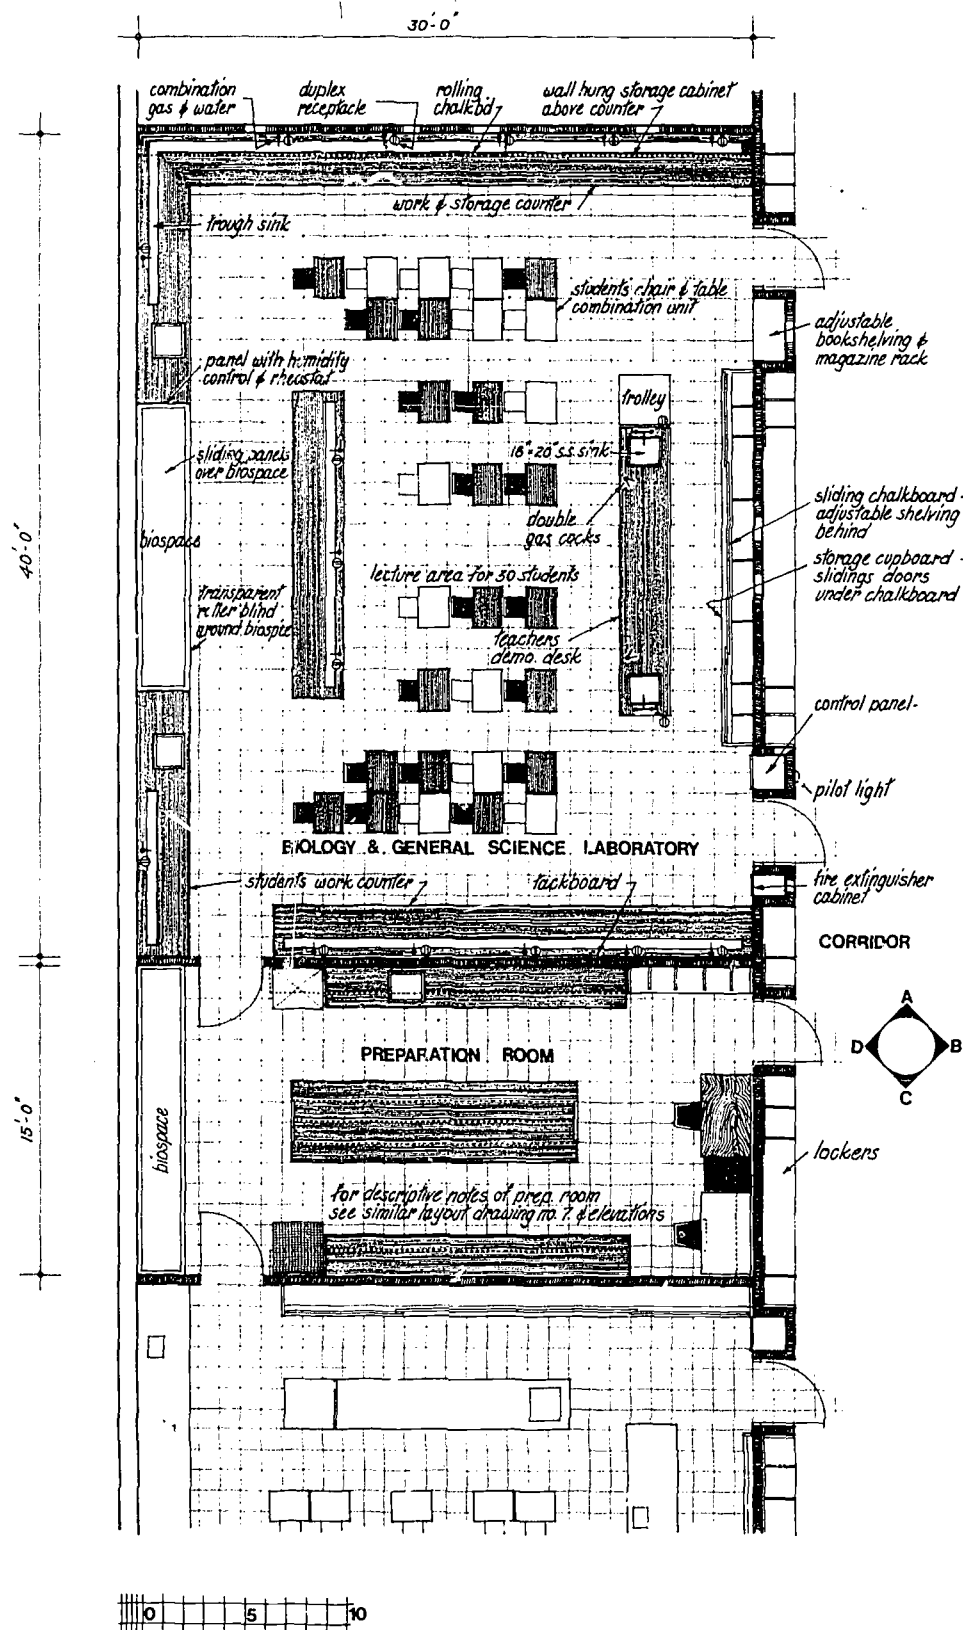 30'-0"
combination
gas & water
duplex
receptacle
rolling
chalkbd
wall hung storage cabinet
above counter
work & storage counter
trough sink
students chair & table
combination unit
adjustable
bookshelving &
magazine rack
panel with humidity
control & rheostat
trolley
18"x20" s.s. sink
sliding panels
over biospace
double
gas cocks
sliding chalkboard -
adjustable shelving
behind
40'-0"
biospace
storage cupboard -
slidings doors
under chalkboard
lecture area for 30 students
transparent
roller blind
around biospace
teachers
demo. desk
control panel-
pilot light
BIOLOGY & GENERAL SCIENCE LABORATORY
students work counter
tackboard
fire extinguisher
cabinet
CORRIDOR
A
D
B
C
PREPARATION ROOM
15'-0"
biospace
lockers
for descriptive notes of prep. room
see similar layout drawing no. 7 & elevations
0
5
10